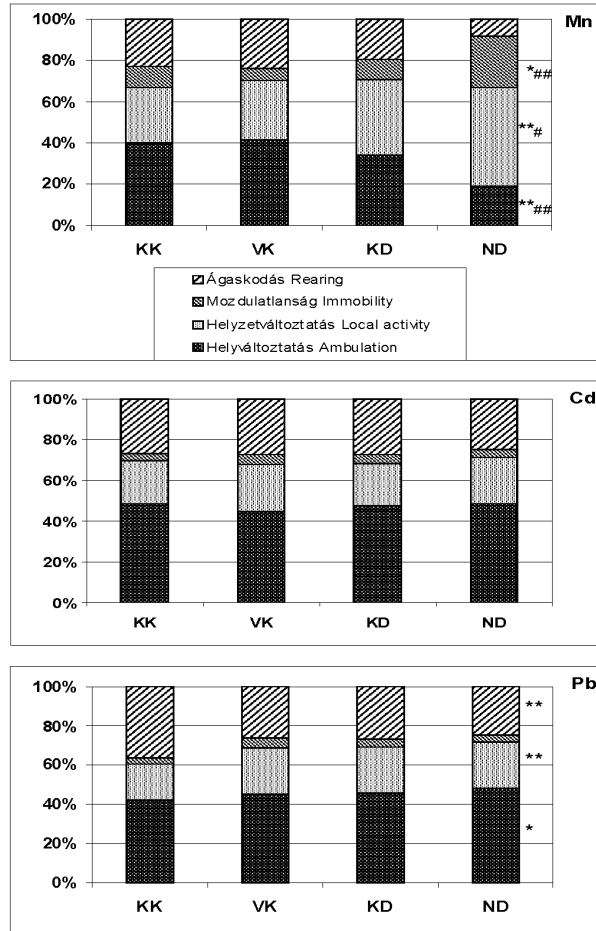 Mn
100%
80%
*##
60%
**#
40%
20%
**##
0%
KK VK KD ND
Ágaskodás Rearing
Mozdulatlanság Immobility
Helyzetváltoztatás Local activity
Helyváltoztatás Ambulation
Cd
100%
80%
60%
40%
20%
0%
KK VK KD ND
Pb
100%
**
80%
**
60%
40%
*
20%
0%
KK VK KD ND